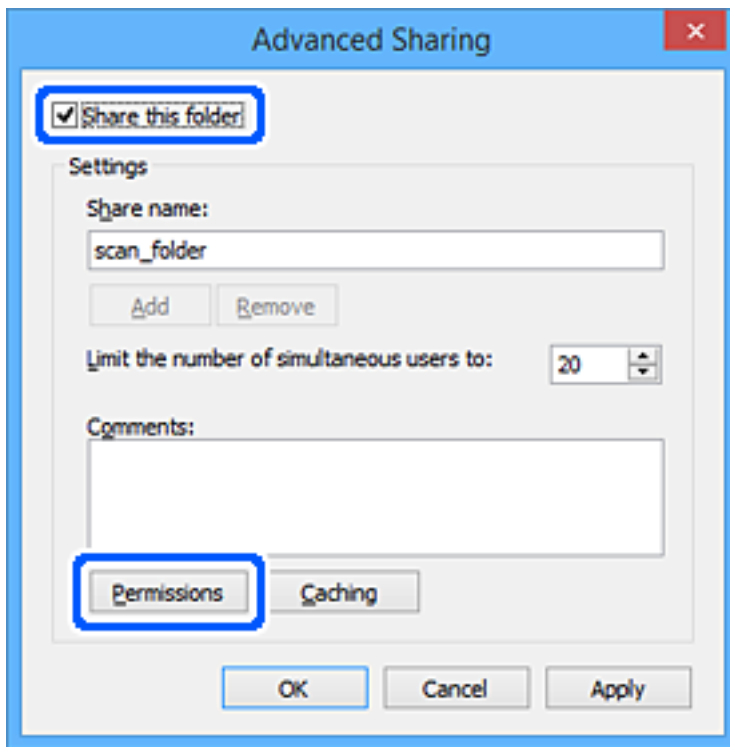 Advanced Sharing
Share this folder
Settings
Share name:
scan_folder
Add Remove
Limit the number of simultaneous users to: 20
Comments:
Permissions Caching
OK Cancel Apply